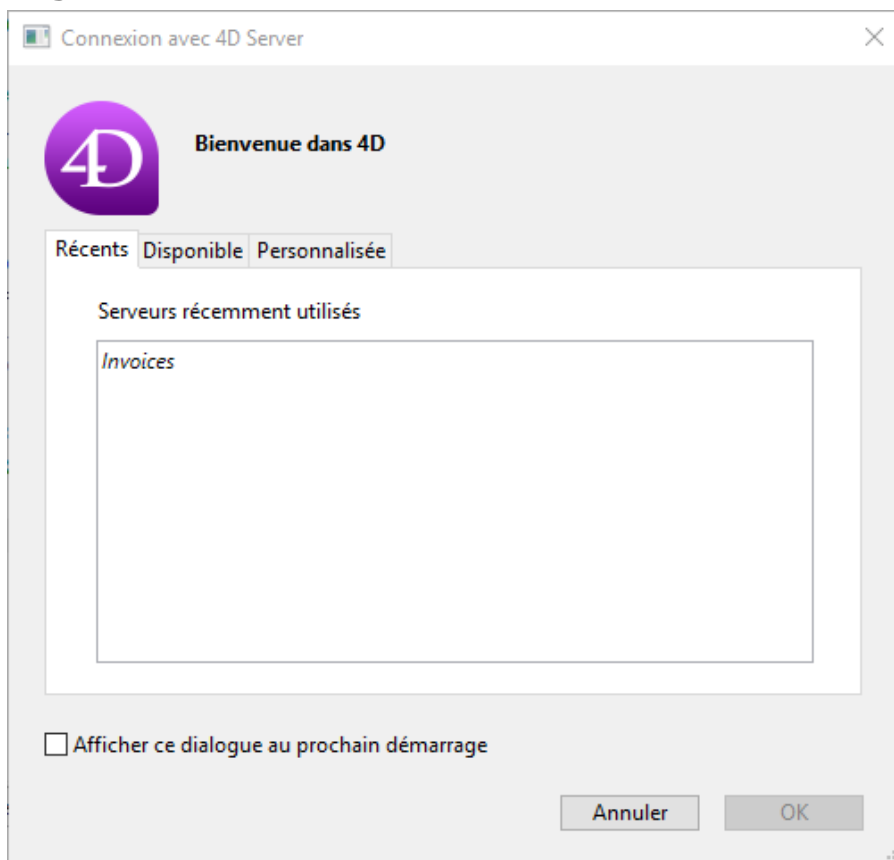 Connexion avec 4D Server
4D
Bienvenue dans 4D
Récents Disponible Personnalisée
Serveurs récemment utilisés
Invoices
Afficher ce dialogue au prochain démarrage
Annuler OK